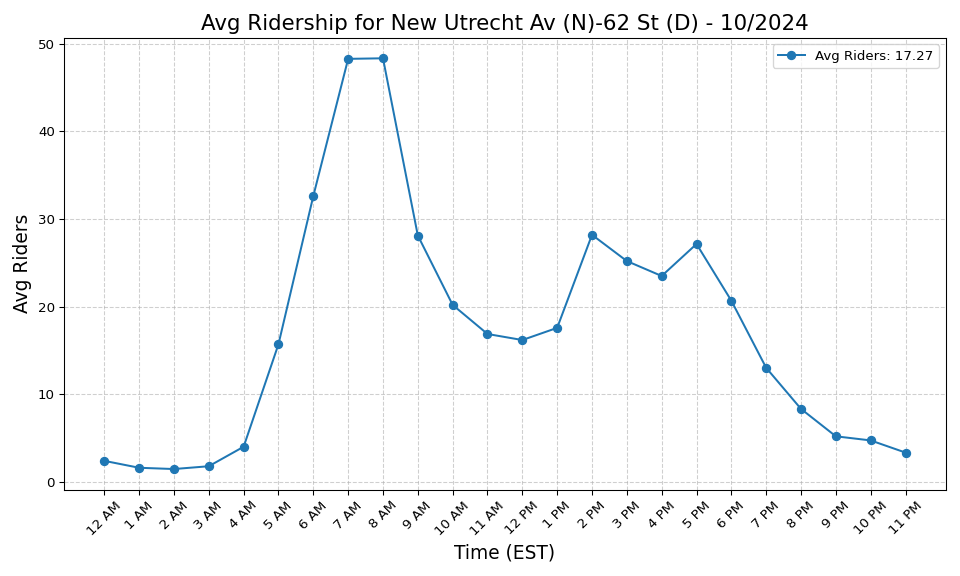 Avg Ridership for New Utrecht Av (N)-62 St (D) - 10/2024
Avg Riders: 17.27
50
40
30
20
10
0
Avg Riders
12 AM
1 AM
2 AM
3 AM
4 AM
5 AM
6 AM
7 AM
8 AM
9 AM
10 AM
11 AM
12 PM
1 PM
2 PM
3 PM
4 PM
5 PM
6 PM
7 PM
8 PM
9 PM
10 PM
11 PM
Time (EST)